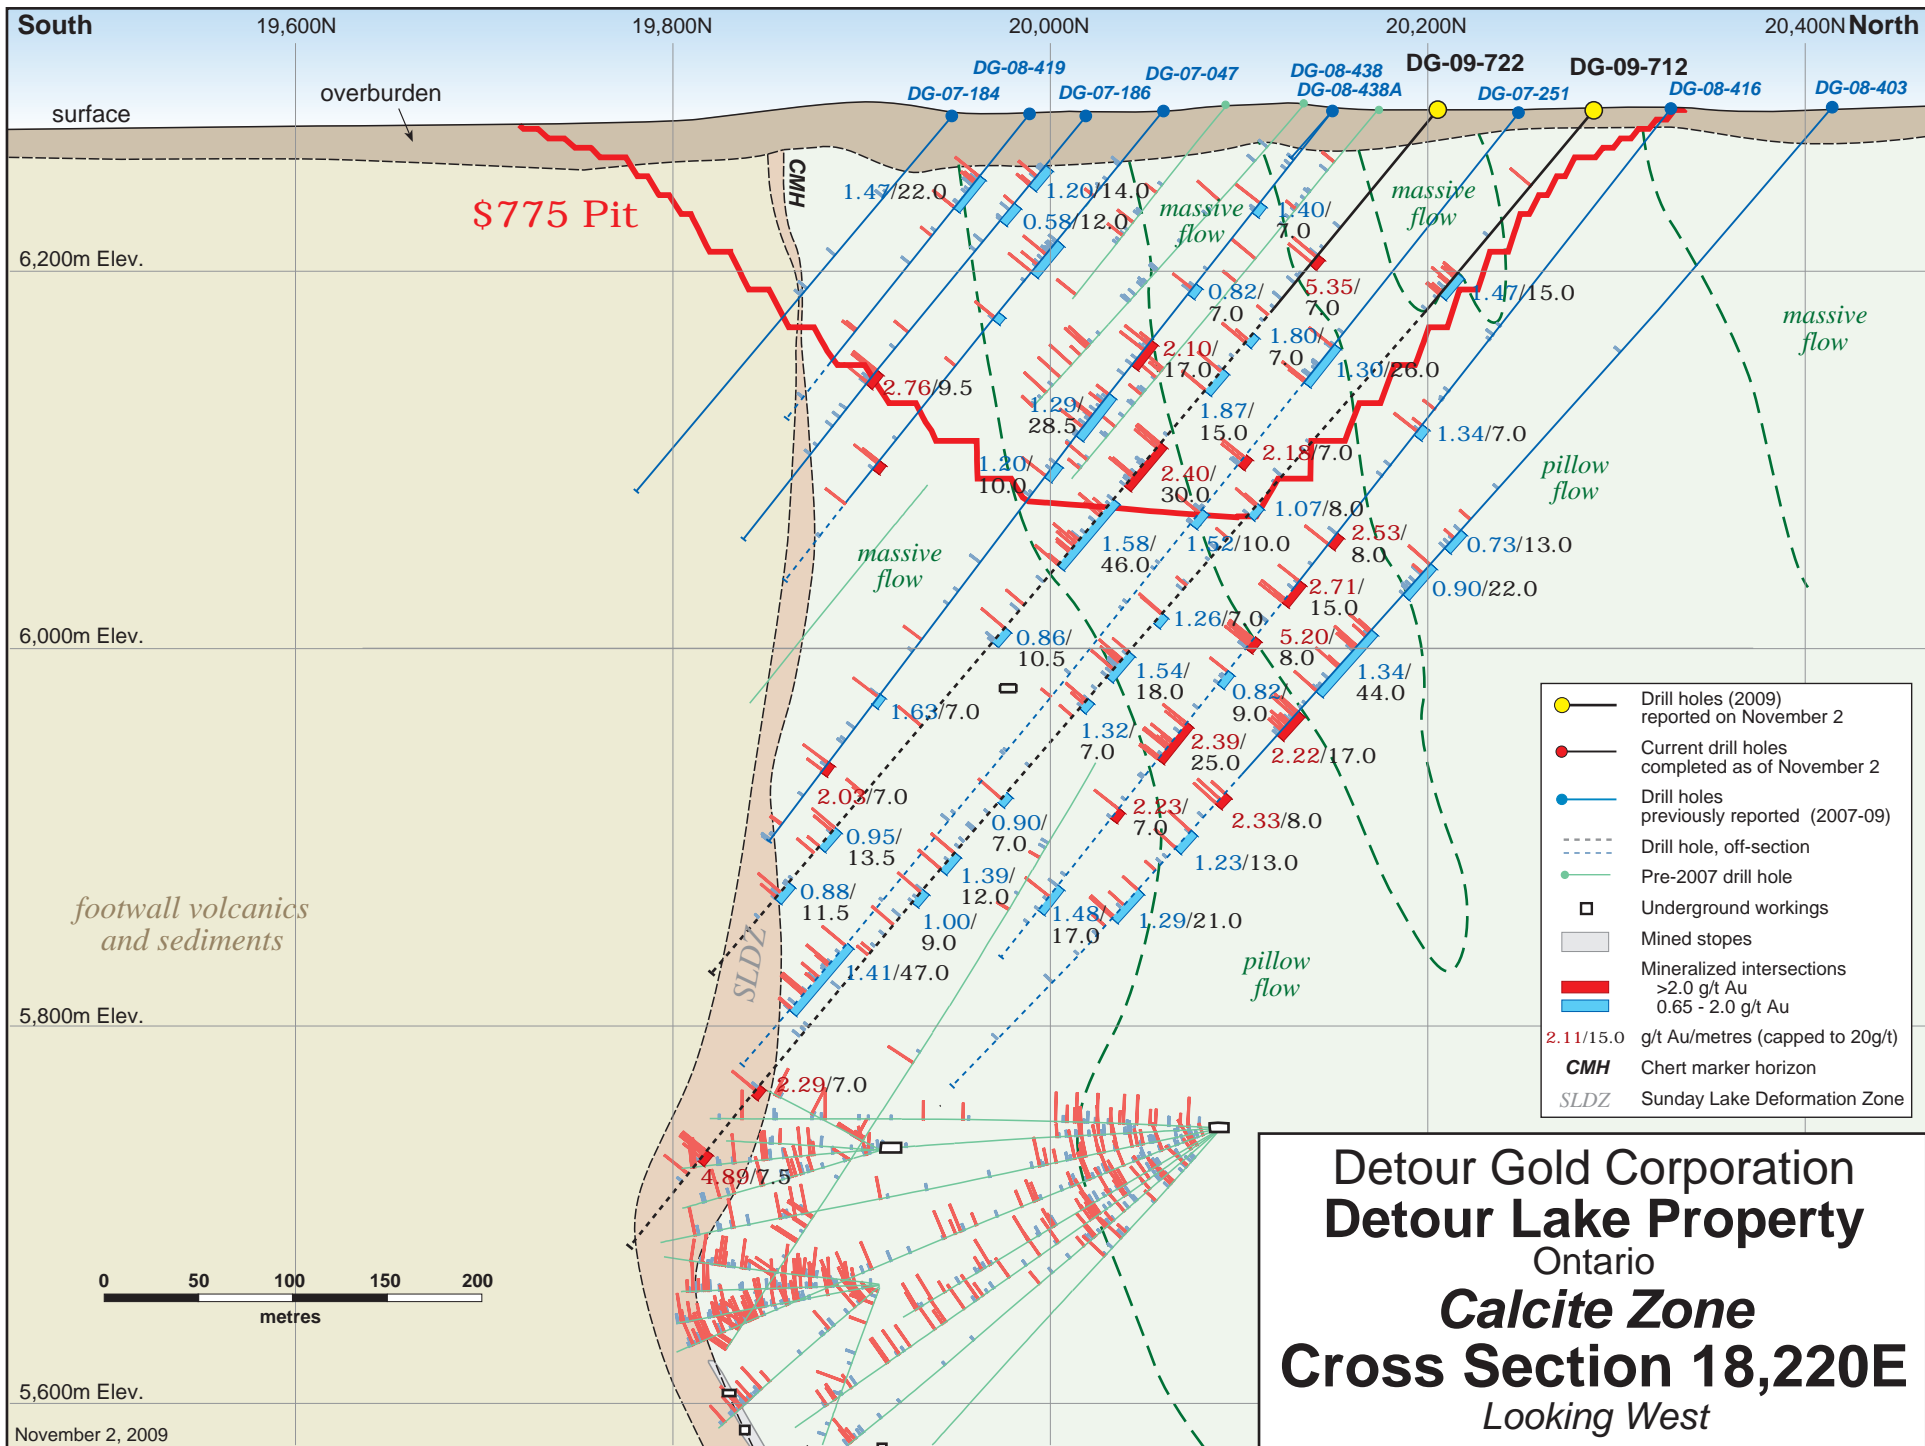 South
19,600N
19,800N
20,000N
20,200N
20,400N
North
DG-08-419
DG-07-047
DG-08-438
DG-09-722
DG-09-712
DG-07-184
DG-07-186
DG-08-438A
DG-07-251
DG-08-416
DG-08-403
overburden
surface
CMH
1.47/22.0
1.20/14.0
0.58/12.0
massive
flow
1.40/
7.0
massive
flow
$775 Pit
6,200m Elev.
0.82/
7.0
5.35/
7.0
1.47/15.0
massive
flow
2.10/
17.0
1.80/
7.0
1.30/26.0
2.76/9.5
1.29/
28.5
1.87/
15.0
1.34/7.0
2.18/7.0
1.20/
10.0
2.40/
30.0
pillow
flow
1.07/8.0
massive
flow
1.58/
46.0
1.52/10.0
2.53/
8.0
0.73/13.0
0.90/22.0
2.71/
15.0
6,000m Elev.
0.86/
10.5
1.26/7.0
5.20/
8.0
1.54/
18.0
0.82/
9.0
1.34/
44.0
1.63/7.0
1.32/
7.0
2.39/
25.0
2.22/17.0
2.03/7.0
0.95/
13.5
0.90/
7.0
2.23/
7.0
2.33/8.0
1.23/13.0
0.88/
11.5
1.39/
12.0
1.00/
9.0
1.48/
17.0
1.29/21.0
footwall volcanics
and sediments
SLDZ
1.41/47.0
pillow
flow
5,800m Elev.
2.29/7.0
4.89/7.5
Drill holes (2009)
reported on November 2
Current drill holes
completed as of November 2
Drill holes
previously reported (2007-09)
Drill hole, off-section
Pre-2007 drill hole
Underground workings
Mined stopes
Mineralized intersections
>2.0 g/t Au
0.65 - 2.0 g/t Au
2.11/15.0 g/t Au/metres (capped to 20g/t)
CMH Chert marker horizon
SLDZ Sunday Lake Deformation Zone
0 50 100 150 200
metres
5,600m Elev.
November 2, 2009
Detour Gold Corporation
Detour Lake Property
Ontario
Calcite Zone
Cross Section 18,220E
Looking West